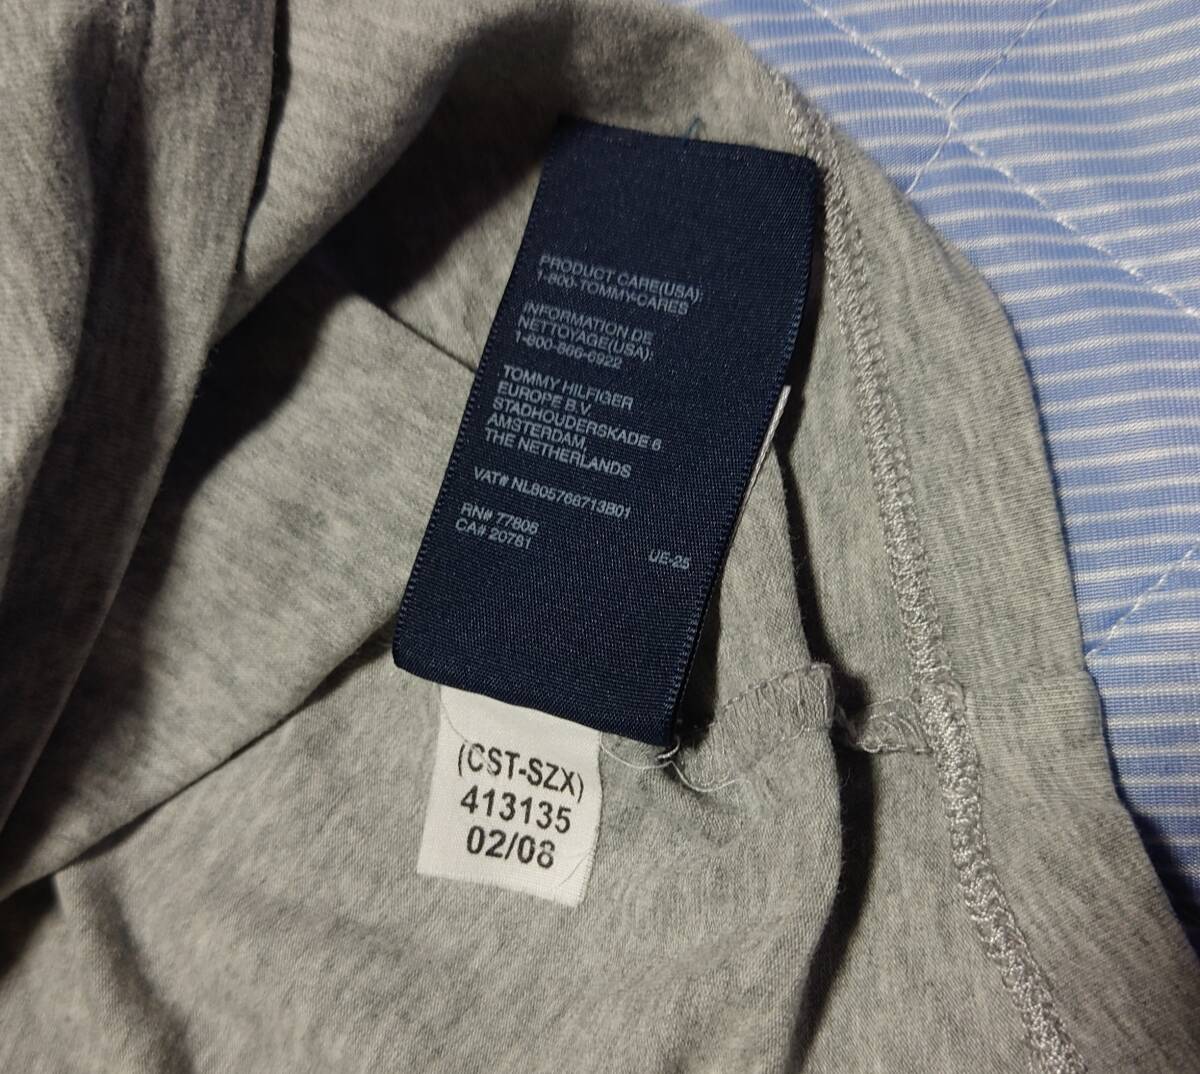 PRODUCT CARE(USA):
1-800-TOMMY-CARES
INFORMATION DE
NETTOYAGE(USA):
1-800-866-6922
TOMMY HILFIGER
EUROPE B.V.
STADHOUDERSKADE 6
AMSTERDAM,
THE NETHERLANDS
VAT# NL805768713B01
RN# 77806
CA# 20781
UE-25
(CST-SZX)
413135
02/08